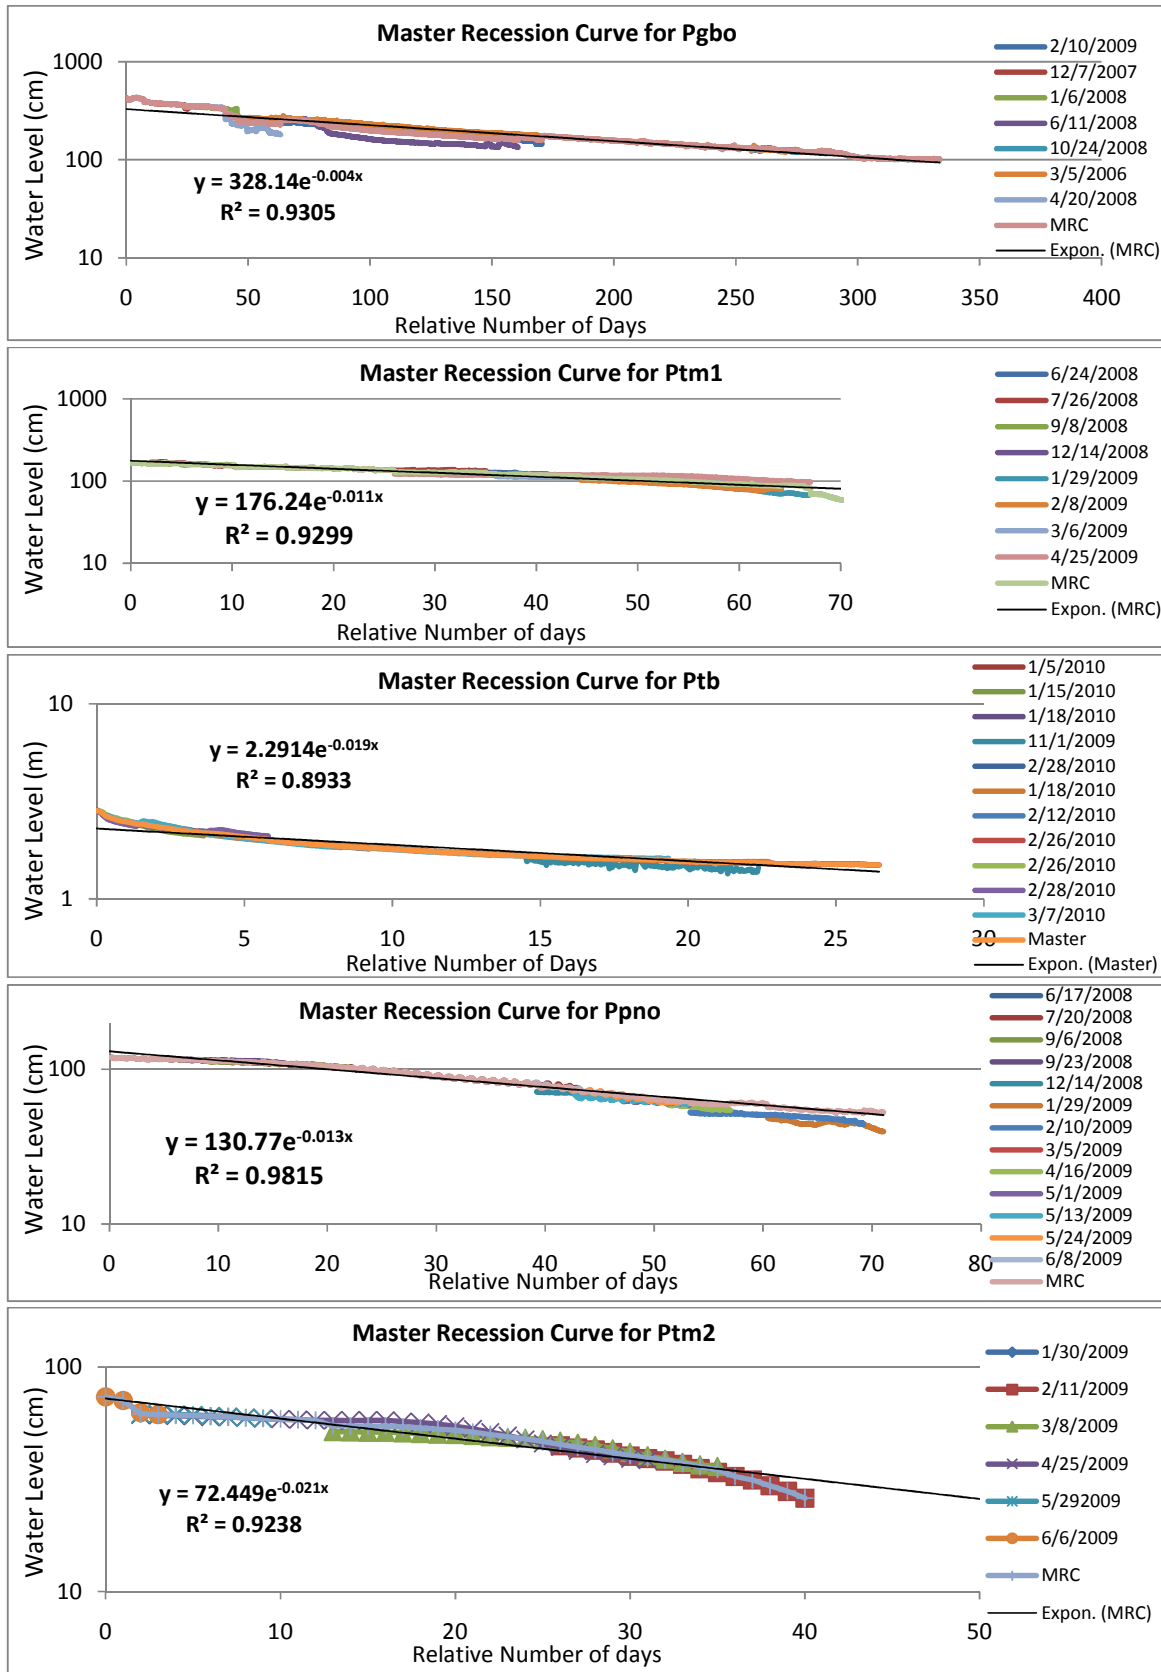 Master Recession Curve for Pgbo
Water Level (cm)
1000
100
10
y = 328.14e^-0.004x
R² = 0.9305
0 50 100 150 200 250 300 350 400
Relative Number of Days
2/10/2009
12/7/2007
1/6/2008
6/11/2008
10/24/2008
3/5/2006
4/20/2008
MRC
Expon. (MRC)
Master Recession Curve for Ptm1
Water Level (cm)
1000
100
10
y = 176.24e^-0.011x
R² = 0.9299
0 10 20 30 40 50 60 70
Relative Number of days
6/24/2008
7/26/2008
9/8/2008
12/14/2008
1/29/2009
2/8/2009
3/6/2009
4/25/2009
MRC
Expon. (MRC)
Master Recession Curve for Ptb
Water Level (m)
10
1
y = 2.2914e^-0.019x
R² = 0.8933
0 5 10 15 20 25 30
Relative Number of Days
1/5/2010
1/15/2010
1/18/2010
11/1/2009
2/28/2010
1/18/2010
2/12/2010
2/26/2010
2/26/2010
2/28/2010
3/7/2010
Master
Expon. (Master)
Master Recession Curve for Ppno
Water Level (cm)
100
10
y = 130.77e^-0.013x
R² = 0.9815
0 10 20 30 40 50 60 70 80
Relative Number of days
6/17/2008
7/20/2008
9/6/2008
9/23/2008
12/14/2008
1/29/2009
2/10/2009
3/5/2009
4/16/2009
5/1/2009
5/13/2009
5/24/2009
6/8/2009
MRC
Master Recession Curve for Ptm2
Water Level (cm)
100
10
y = 72.449e^-0.021x
R² = 0.9238
0 10 20 30 40 50
Relative Number of days
1/30/2009
2/11/2009
3/8/2009
4/25/2009
5/292009
6/6/2009
MRC
Expon. (MRC)